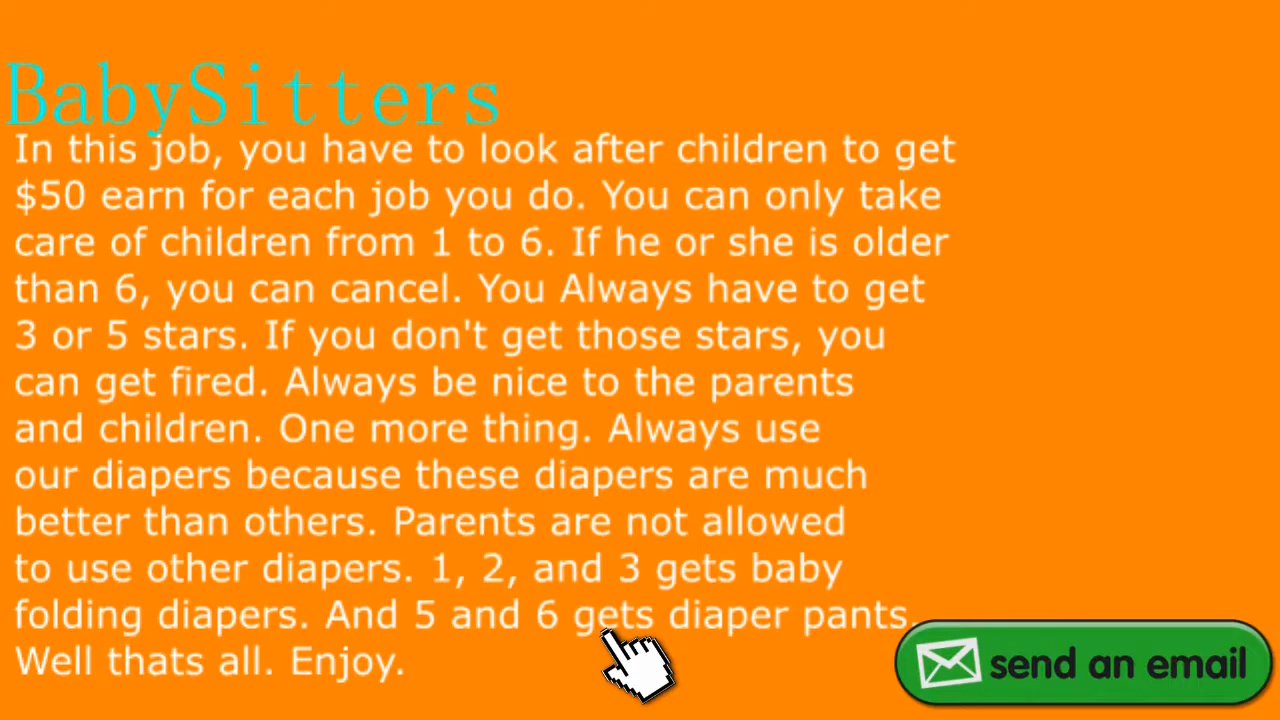 BabySitters
In this job, you have to look after children to get
$50 earn for each job you do. You can only take
care of children from 1 to 6. If he or she is older
than 6, you can cancel. You Always have to get
3 or 5 stars. If you don't get those stars, you
can get fired. Always be nice to the parents
and children. One more thing. Always use
our diapers because these diapers are much
better than others. Parents are not allowed
to use other diapers. 1, 2, and 3 gets baby
folding diapers. And 5 and 6 gets diaper pants.
Well thats all. Enjoy.
send an email